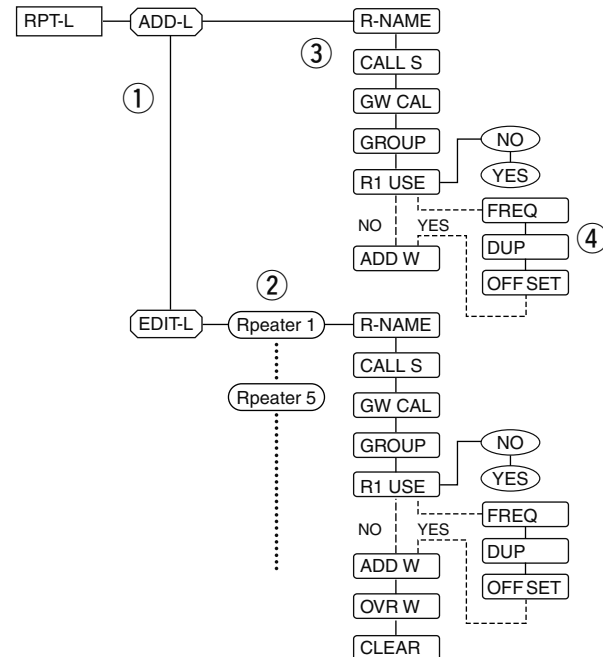 RPT-L
ADD-L
R-NAME
③
CALL S
①
GW CAL
GROUP
NO
R1 USE
YES
NO
YES
FREQ
④
DUP
ADD W
OFF SET
②
EDIT-L
Rpeater 1
R-NAME
CALL S
Rpeater 5
GW CAL
GROUP
NO
R1 USE
YES
NO
YES
FREQ
DUP
ADD W
OFF SET
OVR W
CLEAR